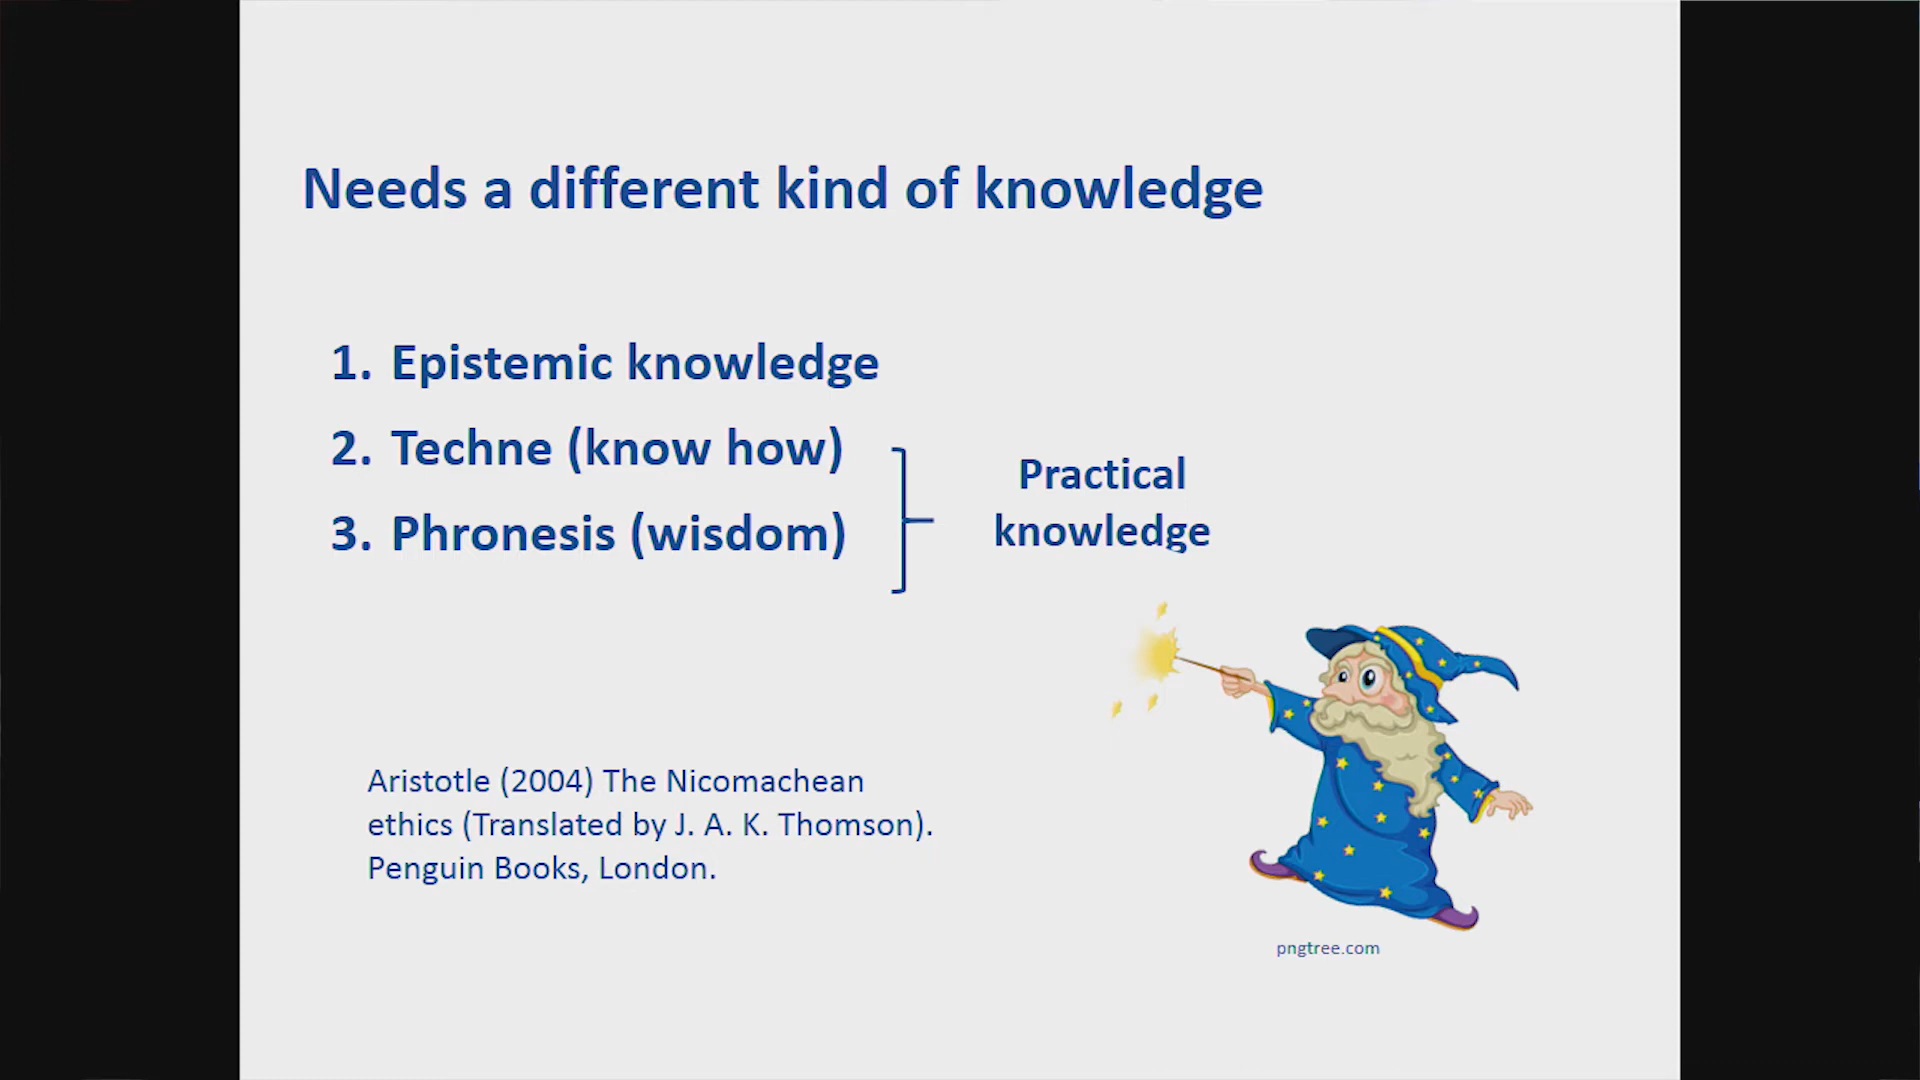 Needs a different kind of knowledge
1. Epistemic knowledge
2. Techne (know how)
3. Phronesis (wisdom)
Practical
knowledge
Aristotle (2004) The Nicomachean
ethics (Translated by J. A. K. Thomson).
Penguin Books, London.
pngtree.com